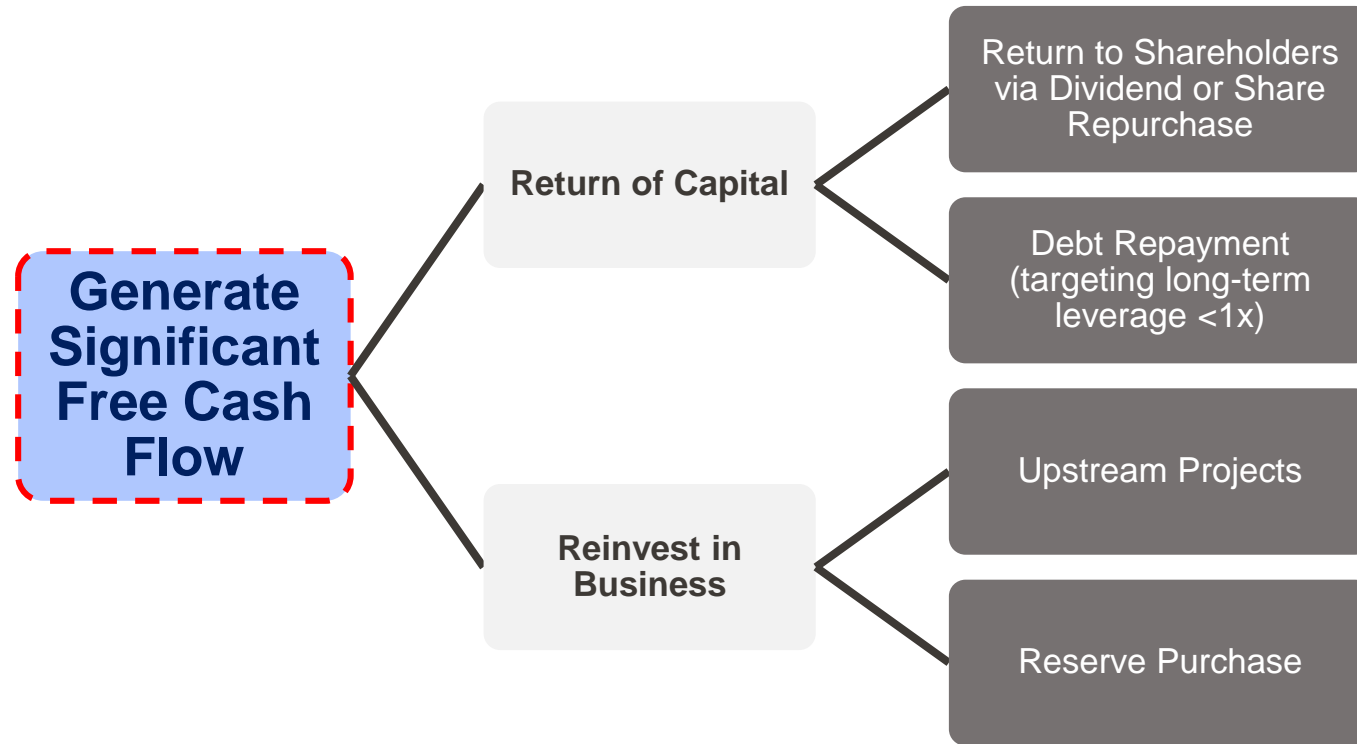 Generate
Significant
Free Cash
Flow
Return of Capital
Reinvest in
Business
Return to Shareholders
via Dividend or Share
Repurchase
Debt Repayment
(targeting long-term
leverage <1x)
Upstream Projects
Reserve Purchase